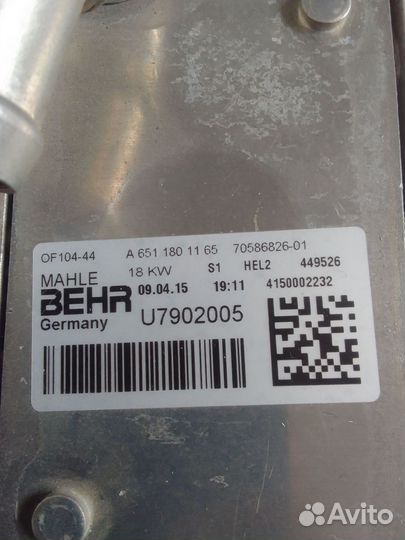 OF104-44 A 651 180 11 65 70586826-01
MAHLE 18 KW S1 HEL2 449526
BEHR 09.04.15 19:11 4150002232
Germany U7902005
Avito